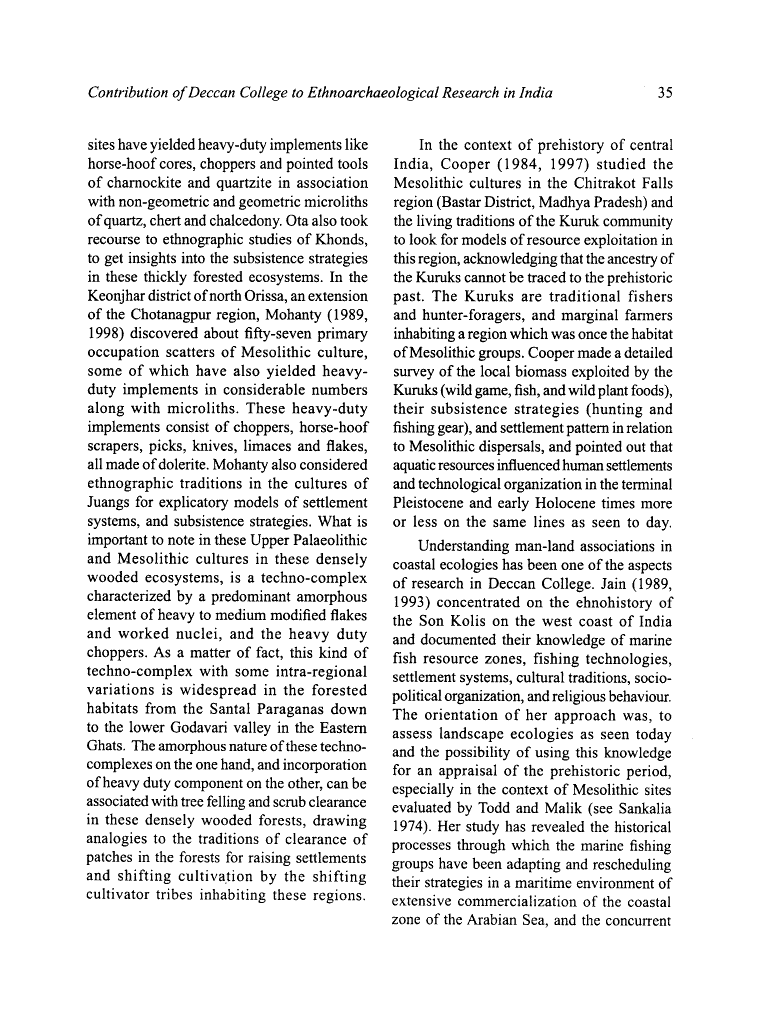 Contribution of Deccan College to Ethnoarchaeological Research in India 35
sites have yielded heavy-duty implements like
horse-hoof cores, choppers and pointed tools
of charnockite and quartzite in association
with non-geometric and geometric microliths
of quartz, chert and chalcedony. Ota also took
recourse to ethnographic studies of Khonds,
to get insights into the subsistence strategies
in these thickly forested ecosystems. In the
Keonjhar district of north Orissa, an extension
of the Chotanagpur region, Mohanty (1989,
1998) discovered about fifty-seven primary
occupation scatters of Mesolithic culture,
some of which have also yielded heavy-
duty implements in considerable numbers
along with microliths. These heavy-duty
implements consist of choppers, horse-hoof
scrapers, picks, knives, limaces and flakes,
all made of dolerite. Mohanty also considered
ethnographic traditions in the cultures of
Juangs for explicatory models of settlement
systems, and subsistence strategies. What is
important to note in these Upper Palaeolithic
and Mesolithic cultures in these densely
wooded ecosystems, is a techno-complex
characterized by a predominant amorphous
element of heavy to medium modified flakes
and worked nuclei, and the heavy duty
choppers. As a matter of fact, this kind of
techno-complex with some intra-regional
variations is widespread in the forested
habitats from the Santal Paraganas down
to the lower Godavari valley in the Eastern
Ghats. The amorphous nature of these techno-
complexes on the one hand, and incorporation
of heavy duty component on the other, can be
associated with tree felling and scrub clearance
in these densely wooded forests, drawing
analogies to the traditions of clearance of
patches in the forests for raising settlements
and shifting cultivation by the shifting
cultivator tribes inhabiting these regions.
In the context of prehistory of central
India, Cooper (1984, 1997) studied the
Mesolithic cultures in the Chitrakot Falls
region (Bastar District, Madhya Pradesh) and
the living traditions of the Kuruk community
to look for models of resource exploitation in
this region, acknowledging that the ancestry of
the Kuruks cannot be traced to the prehistoric
past. The Kuruks are traditional fishers
and hunter-foragers, and marginal farmers
inhabiting a region which was once the habitat
of Mesolithic groups. Cooper made a detailed
survey of the local biomass exploited by the
Kuruks (wild game, fish, and wild plant foods),
their subsistence strategies (hunting and
fishing gear), and settlement pattern in relation
to Mesolithic dispersals, and pointed out that
aquatic resources influenced human settlements
and technological organization in the terminal
Pleistocene and early Holocene times more
or less on the same lines as seen to day.
Understanding man-land associations in
coastal ecologies has been one of the aspects
of research in Deccan College. Jain (1989,
1993) concentrated on the ehnohistory of
the Son Kolis on the west coast of India
and documented their knowledge of marine
fish resource zones, fishing technologies,
settlement systems, cultural traditions, socio-
political organization, and religious behaviour.
The orientation of her approach was, to
assess landscape ecologies as seen today
and the possibility of using this knowledge
for an appraisal of the prehistoric period,
especially in the context of Mesolithic sites
evaluated by Todd and Malik (see Sankalia
1974). Her study has revealed the historical
processes through which the marine fishing
groups have been adapting and rescheduling
their strategies in a maritime environment of
extensive commercialization of the coastal
zone of the Arabian Sea, and the concurrent